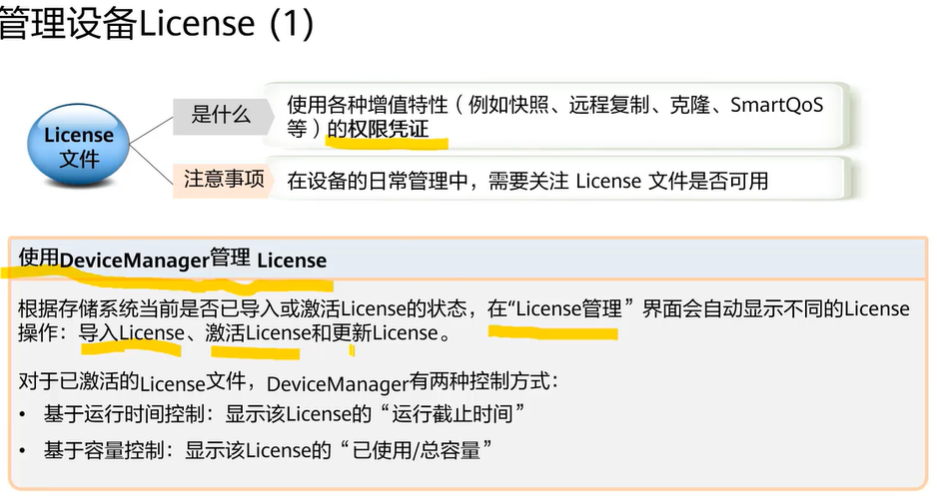 管理设备License (1)
License
文件
是什么
使用各种增值特性（例如快照、远程复制、克隆、SmartQoS
等）的权限凭证
注意事项
在设备的日常管理中，需要关注 License 文件是否可用
使用DeviceManager管理 License
根据存储系统当前是否已导入或激活License的状态，在“License管理”界面会自动显示不同的License
操作：导入License、激活License和更新License。
对于已激活的License文件，DeviceManager有两种控制方式：
• 基于运行时间控制：显示该License的“运行截止时间”
• 基于容量控制：显示该License的“已使用/总容量”